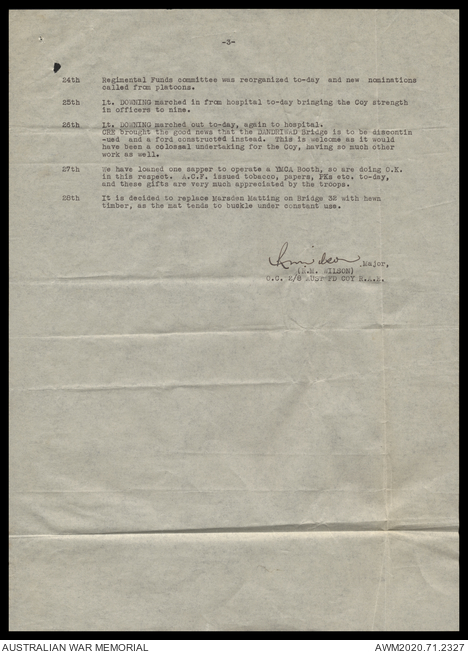 -3-
24th Regimental Funds committee was reorganized to-day and new nominations
called from platoons.
25th Lt. DOWNING marched in from hospital to-day bringing the Coy strength
in officers to nine.
26th Lt. DOWNING marched out to-day, again to hospital.
CRE brought the good news that the DANDRIWAD Bridge is to be discontin
-ued and a ford constructed instead. This is welcome as it would
have been a colossal undertaking for the Coy, having so much other
work as well.
27th We have loaned one sapper to operate a YMCA Booth, so are doing O.K.
in this respect. A.C.F. issued tobacco, papers, PKs etc. to-day,
and these gifts are very much appreciated by the troops.
28th It is decided to replace Marsden Matting on Bridge 32 with hewn
timber, as the mat tends to buckle under constant use.
Major,
WILSON)
O.C. 2/8 AUST FD COY R.A.E.
AUSTRALIAN WAR MEMORIAL
AWM2020.71.2327